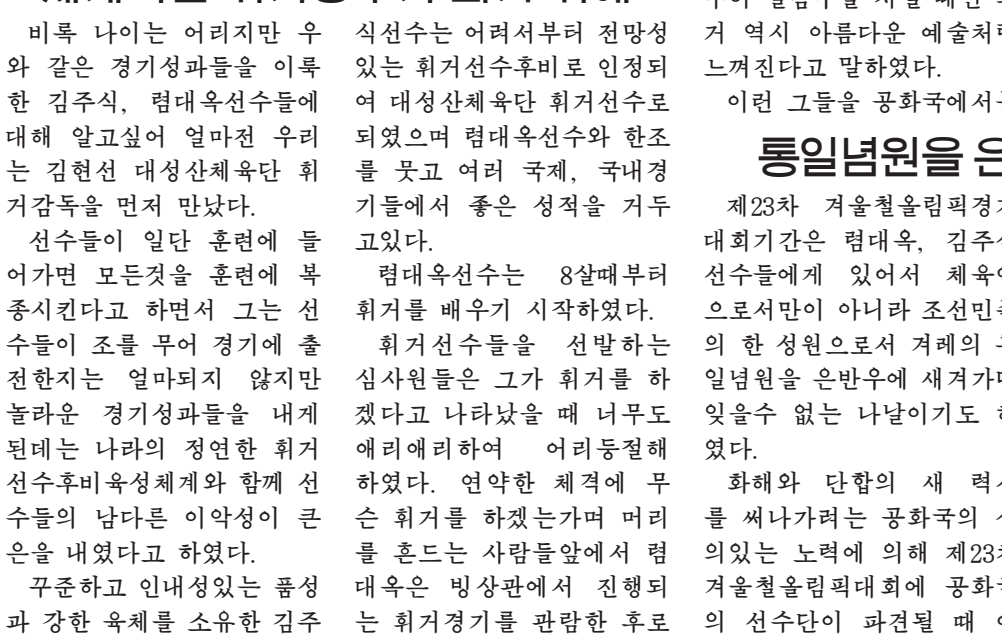 비록 나이는 어리지만 우
와 같은 경기성과들을 이룩
한 김주식, 렴대옥선수들에
대해 알고싶어 얼마전 우리
는 김현선 대성산체육단 휘
거감독을 먼저 만났다.
선수들이 일단 훈련에 들
어가면 모든것을 훈련에 복
종시킨다고 하면서 그는 선
수들이 조를 무어 경기에 출
전한지는 얼마되지 않지만
놀라운 경기성과들을 내게
된데는 나라의 정연한 휘거
선수후비육성체계와 함께 선
수들의 남다른 이악성이 큰
은을 내였다고 하였다.
꾸준하고 인내성있는 품성
과 강한 육체를 소유한 김주
식선수는 어려서부터 전망성
있는 휘거선수후비로 인정되
여 대성산체육단 휘거선수로
되였으며 렴대옥선수와 한조
를 뭇고 여러 국제, 국내경
기들에서 좋은 성적을 거두
고있다.
렴대옥선수는 8살때부터
휘거를 배우기 시작하였다.
휘거선수들을 선발하는
심사원들은 그가 휘거를 하
겠다고 나타났을 때 너무도
애리애리하여 어리둥절해
하였다. 연약한 체격에 무
슨 휘거를 하겠는가며 머리
를 흔드는 사람들앞에서 렴
대옥은 빙상관에서 진행되
는 휘거경기를 관람한 후로
거 역시 아름다운 예술처럼
느껴진다고 말하였다.
이런 그들을 공화국에서
통일념원을
제23차 겨울철올림픽경기
대회기간은 렴대옥, 김주식
선수들에게 있어서
으로서만이 아니라 조선민족
의 한 성원으로서 겨레의
일념원을 은반우에 새겨가며
잊을수 없는 나날이기도 하
였다.
화해와 단합의 새 력사
를 써나가려는 공화국의
의있는 노력에 의해 제23차
겨울철올림픽대회에 공화국
의 선수단이 파견될 때